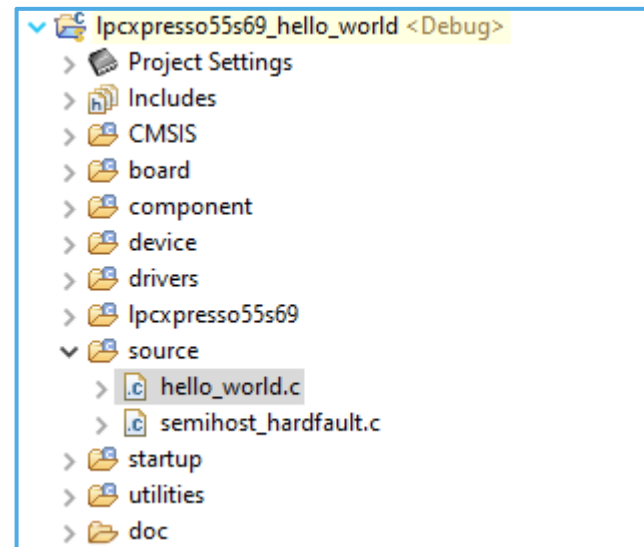 lpcxpresso55s69_hello_world <Debug>
Project Settings
Includes
CMSIS
board
component
device
drivers
lpcxpresso55s69
source
hello_world.c
semihost_hardfault.c
startup
utilities
doc